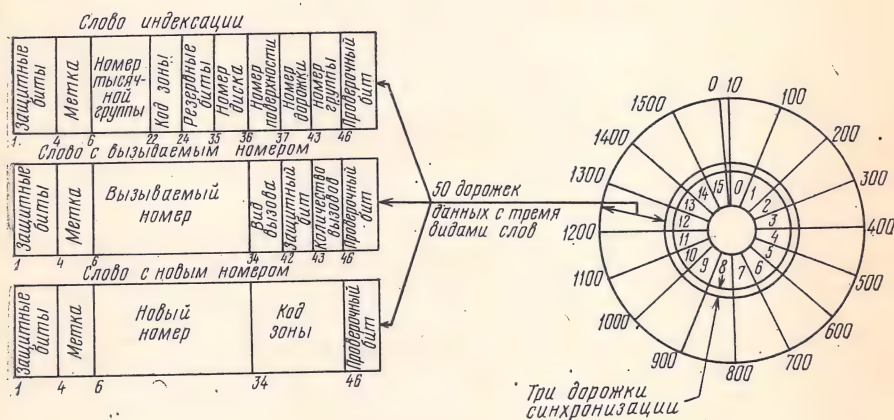 Слово индексации
Защитные
биты
Метка
Номер
тысяч-
ной
группы
Код зоны
Резервные
биты
Номер
диска
Номер
поверхности
Номер
дорожки
Номер
группы
Проверочный
бит
1 4 6 22 24 35 36 37 43 46
Слово с вызываемым номером
Защитные
биты
Метка
Вызываемый
номер
Вид
вызова
Защитный
бит
Количество
вызовов
Проверочный
бит
1 4 6 34 42 43 46
Слово с новым номером
Защитные
биты
Метка
Новый
номер
Код
зоны
Проверочный
бит
1 4 6 34 46
50 дорожек
данных с тремя
видами слов
0 10
100
200
300
400
500
600
700
800
900
1000
1100
1200
1300
1400
1500
0
1
2
3
4
5
6
7
8
9
10
11
12
13
14
15
Три дорожки
синхронизации